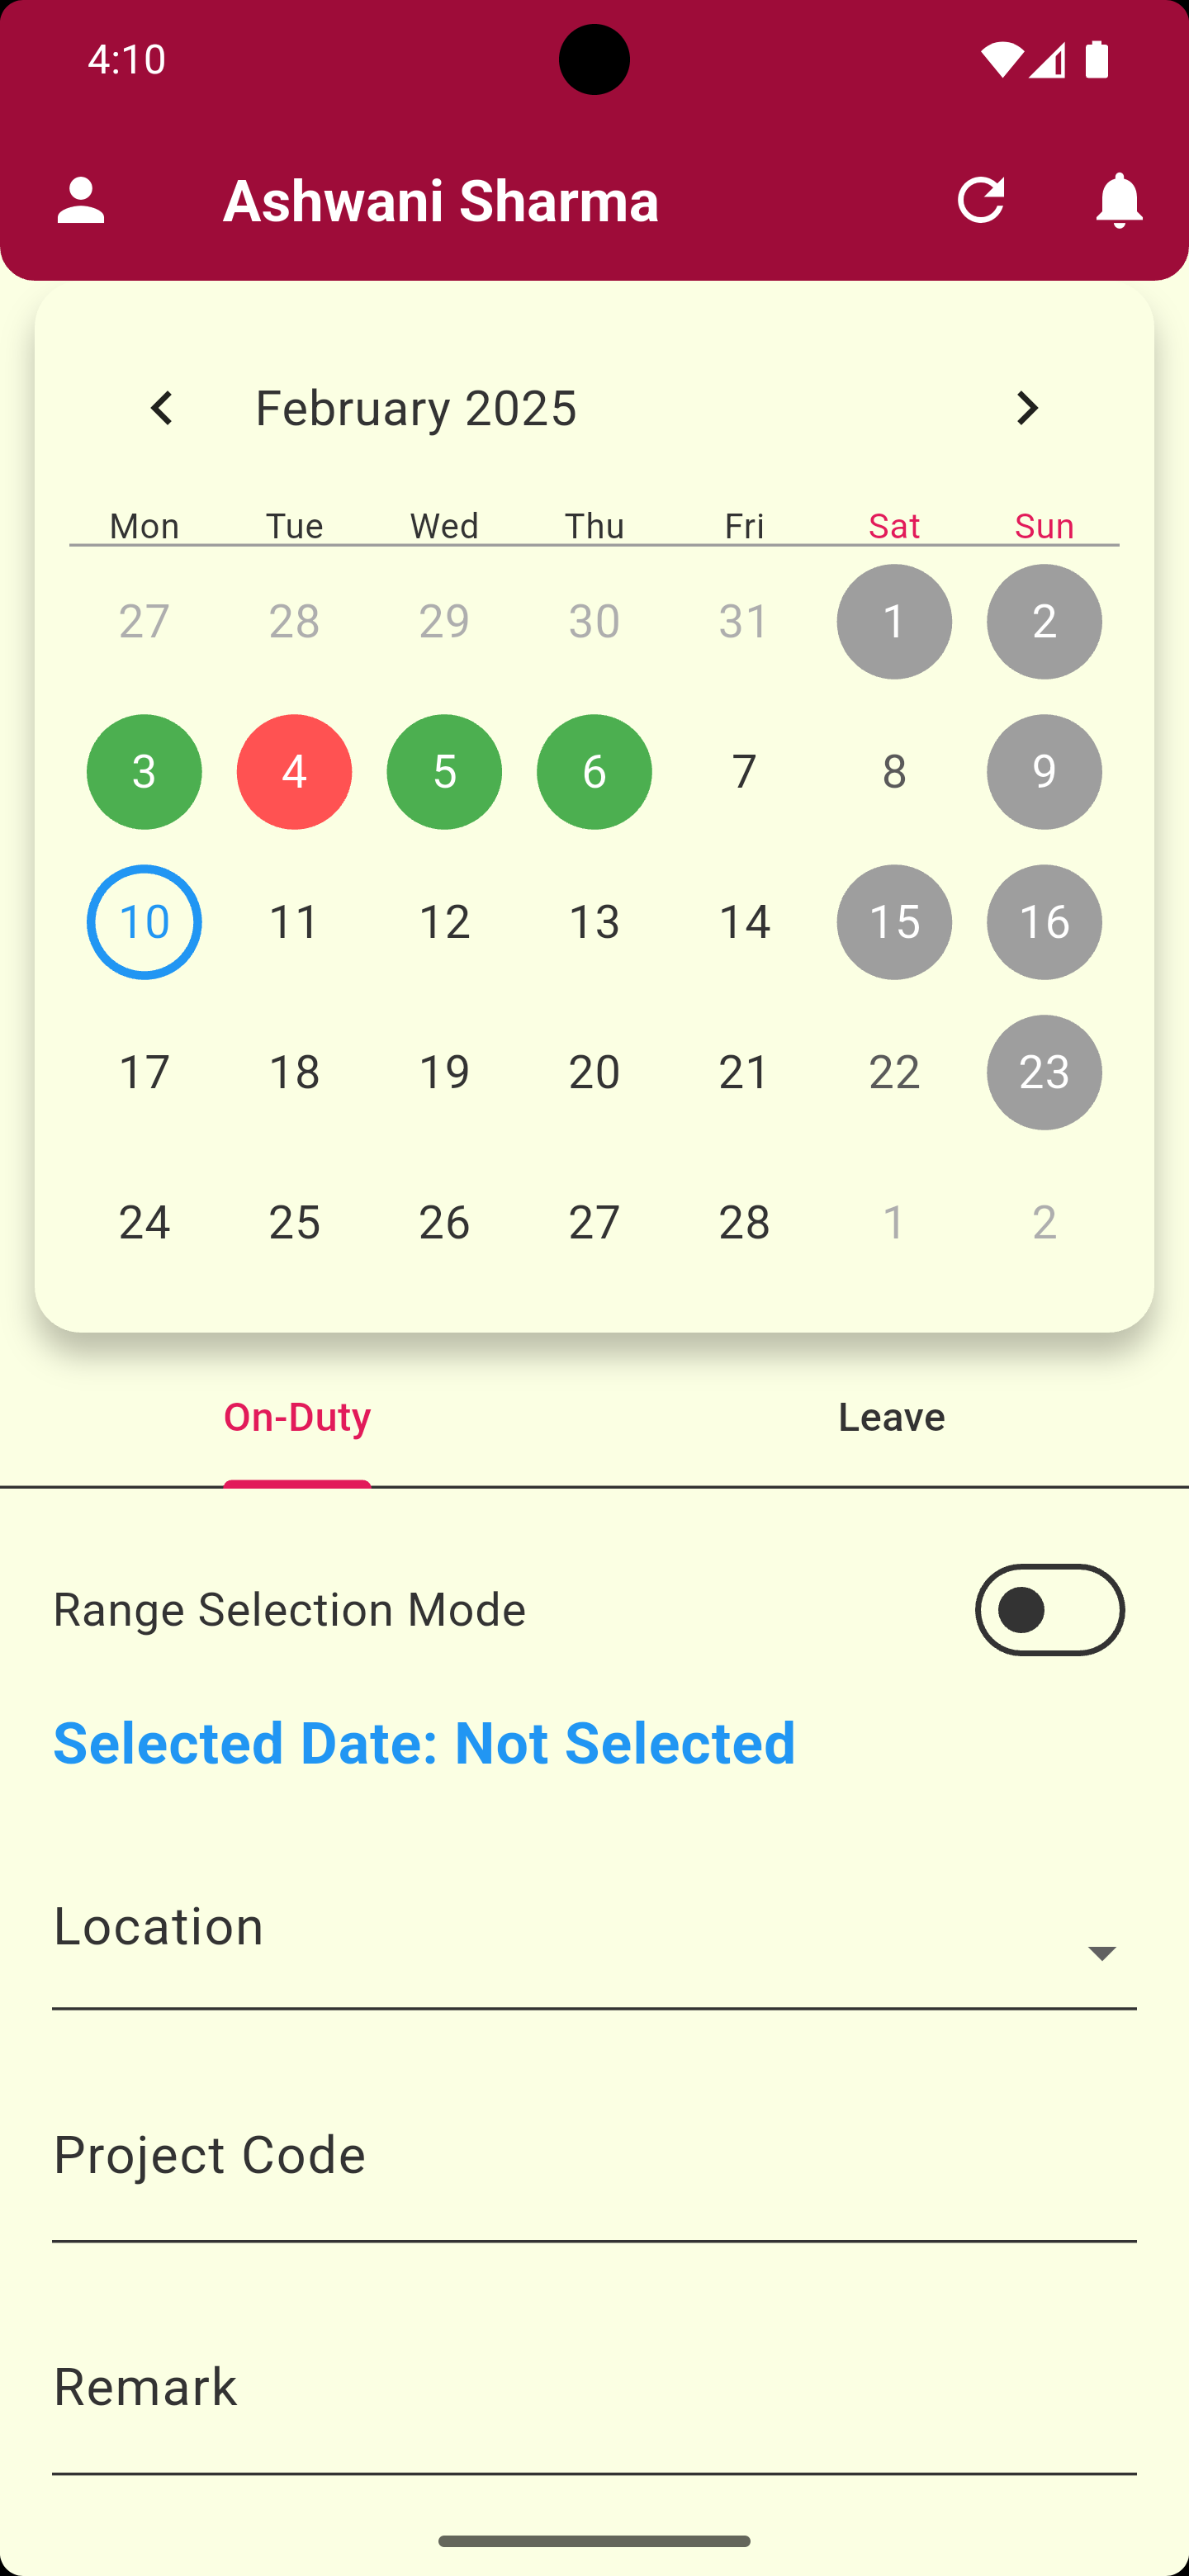 4:10
Ashwani Sharma
February 2025
Mon Tue Wed Thu Fri Sat Sun
27 28 29 30 31 1 2
3 4 5 6 7 8 9
10 11 12 13 14 15 16
17 18 19 20 21 22 23
24 25 26 27 28 1 2
On-Duty Leave
Range Selection Mode
Selected Date: Not Selected
Location
Project Code
Remark